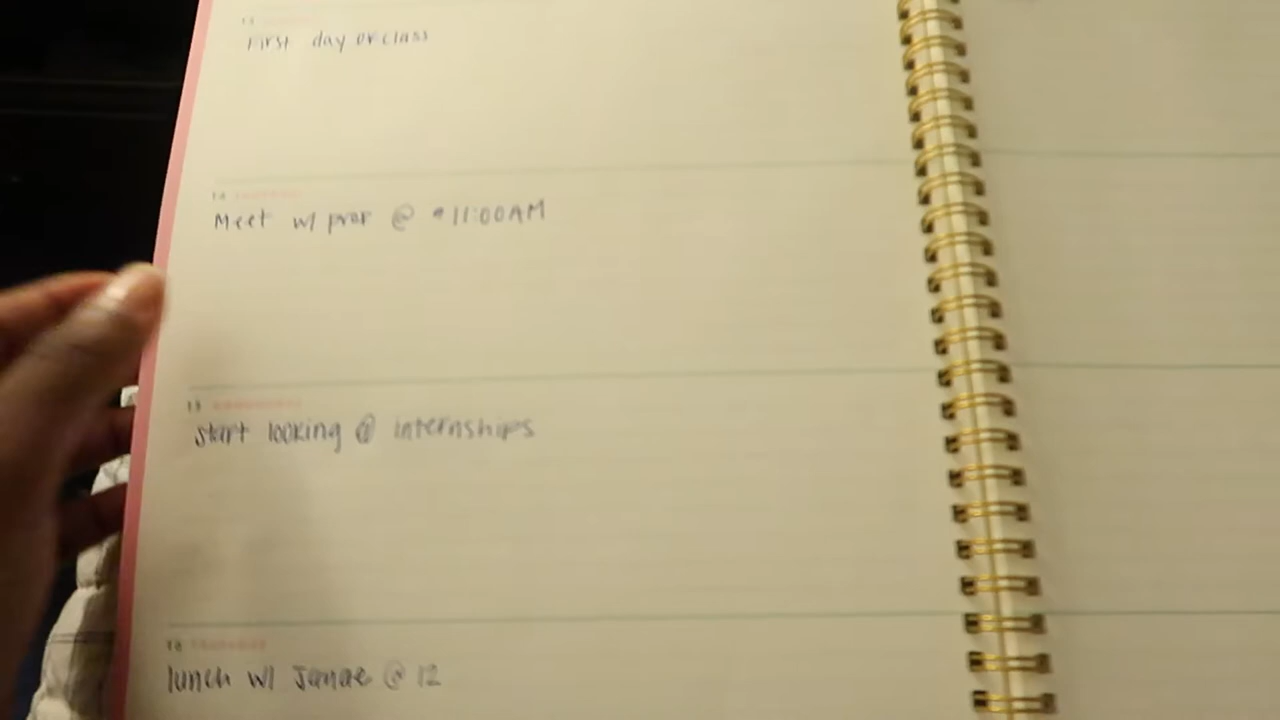 First day of class
Meet w/ prof @ 11:00AM
start looking @ internships
lunch w/ Janae @ 12